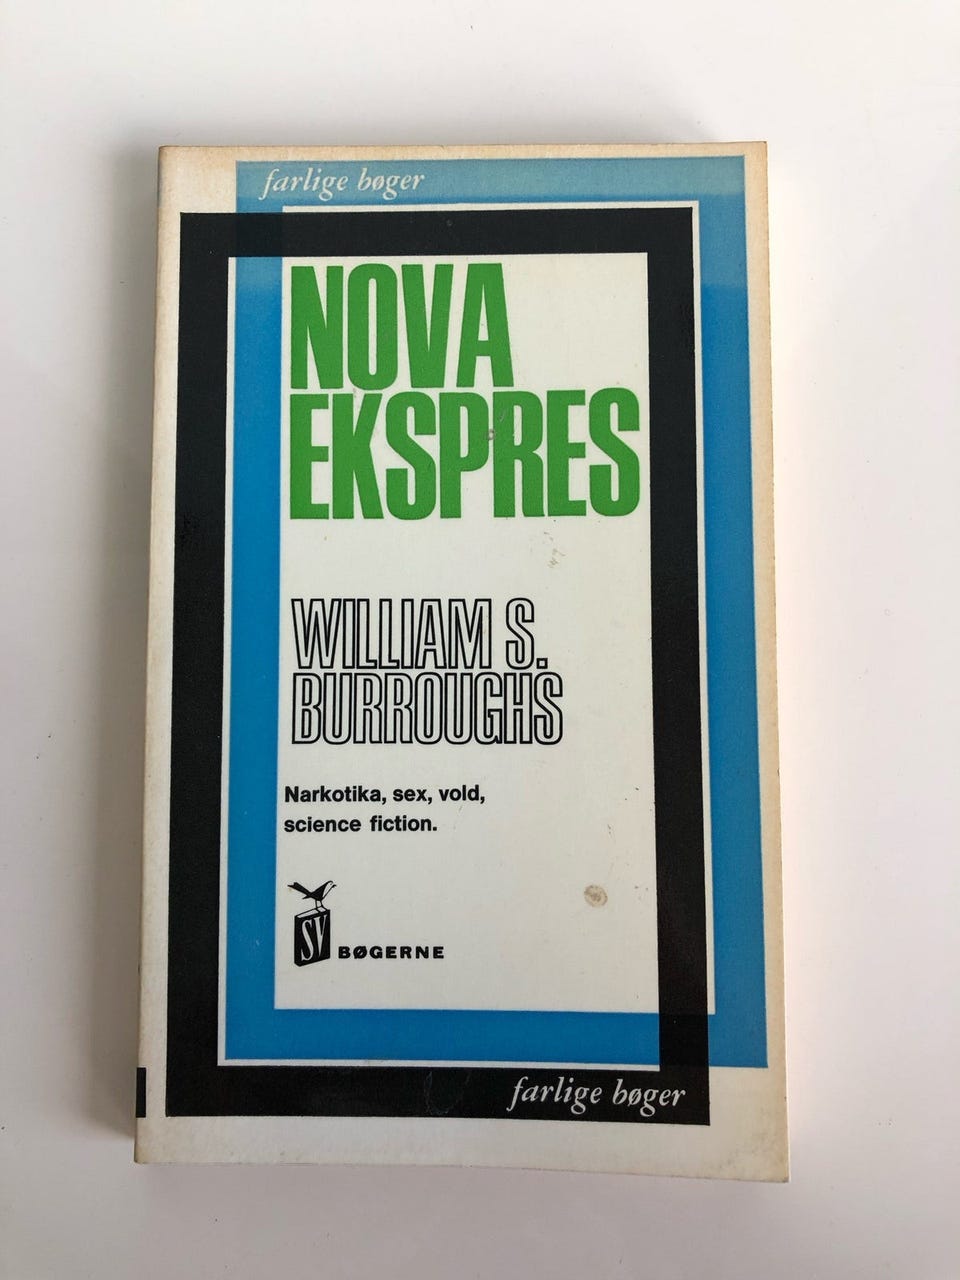 farlige bøger
NOVA
EKSPRES
WILLIAM S.
BURROUGHS
Narkotika, sex, vold,
science fiction.
SV BØGERNE
farlige bøger